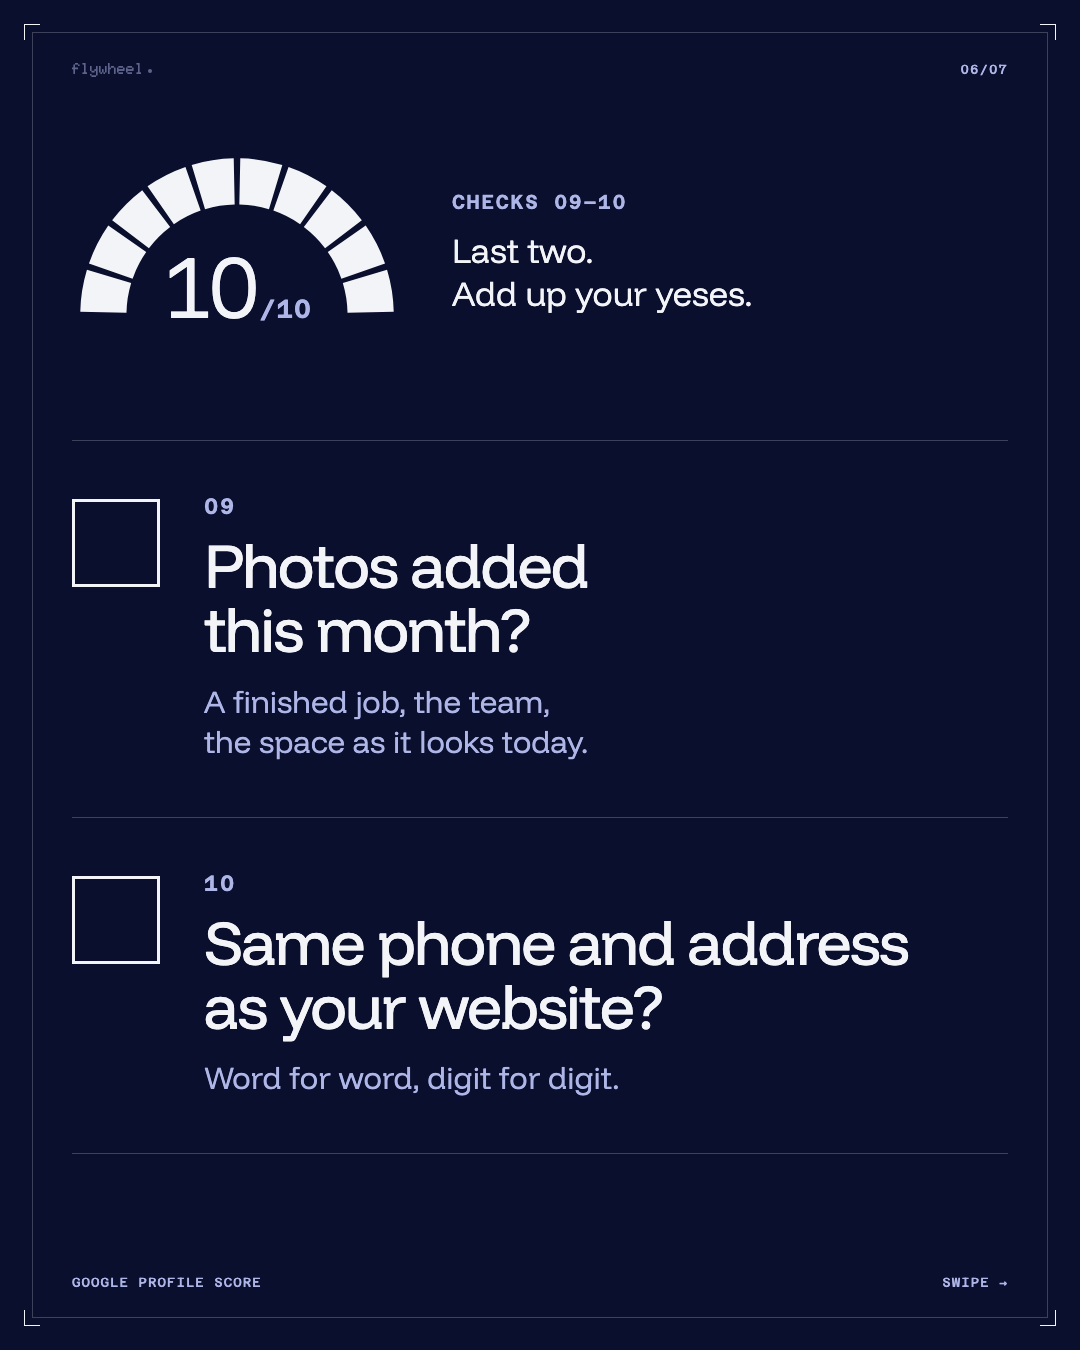 flywheel.
06/07
10/10
CHECKS 09–10
Last two.
Add up your yeses.
09
Photos added
this month?
A finished job, the team,
the space as it looks today.
10
Same phone and address
as your website?
Word for word, digit for digit.
GOOGLE PROFILE SCORE
SWIPE →